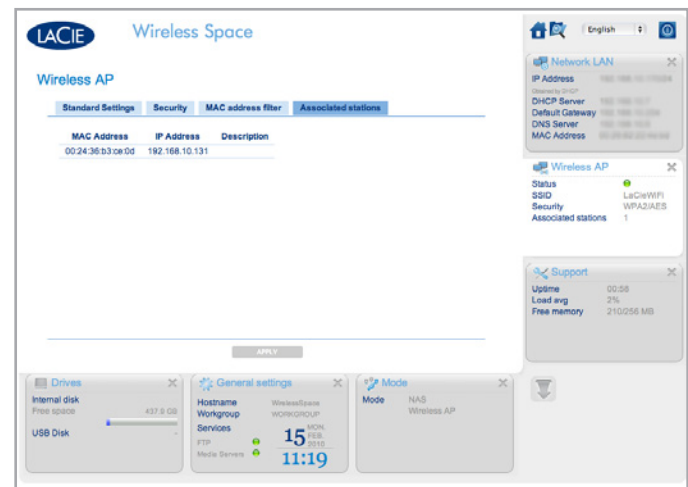 LACIE
Wireless Space
English
Wireless AP
Standard Settings Security MAC address filter Associated stations
MAC Address IP Address Description
00:24:36:b3:ce:0d 192.168.10.131
APPLY
Network LAN
IP Address
Obtained by DHCP
DHCP Server
Default Gateway
DNS Server
MAC Address
Wireless AP
Status
SSID LaCieWIFI
Security WPA2/AES
Associated stations 1
Support
Uptime 00:58
Load avg 2%
Free memory 210/256 MB
Drives
Internal disk
Free space 437.9 GB
USB Disk -
General settings
Hostname WirelessSpace
Workgroup WORKGROUP
Services
FTP
Media Servers
15 MON. FEB. 2010
11:19
Mode
Mode NAS
Wireless AP